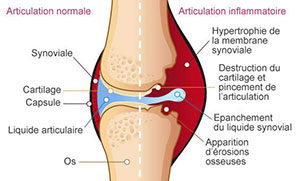 Articulation normale
Articulation inflammatoire
Synoviale
Cartilage
Capsule
Liquide articulaire
Os
Hypertrophie de
la membrane
synoviale
Destruction du
cartilage et
pincement de
l'articulation
Epanchement
du liquide synovial
Apparition
d'érosions
osseuses